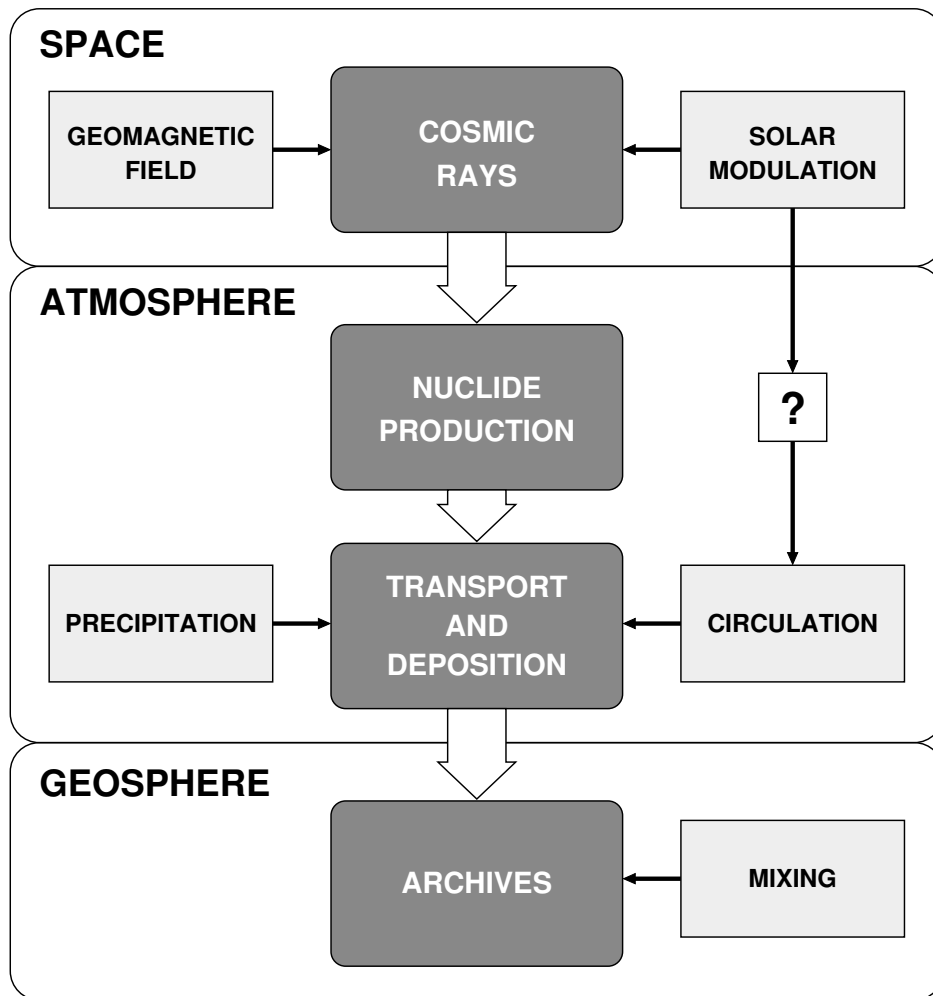 SPACE
GEOMAGNETIC
FIELD
COSMIC
RAYS
SOLAR
MODULATION
ATMOSPHERE
NUCLIDE
PRODUCTION
?
PRECIPITATION
TRANSPORT
AND
DEPOSITION
CIRCULATION
GEOSPHERE
ARCHIVES
MIXING